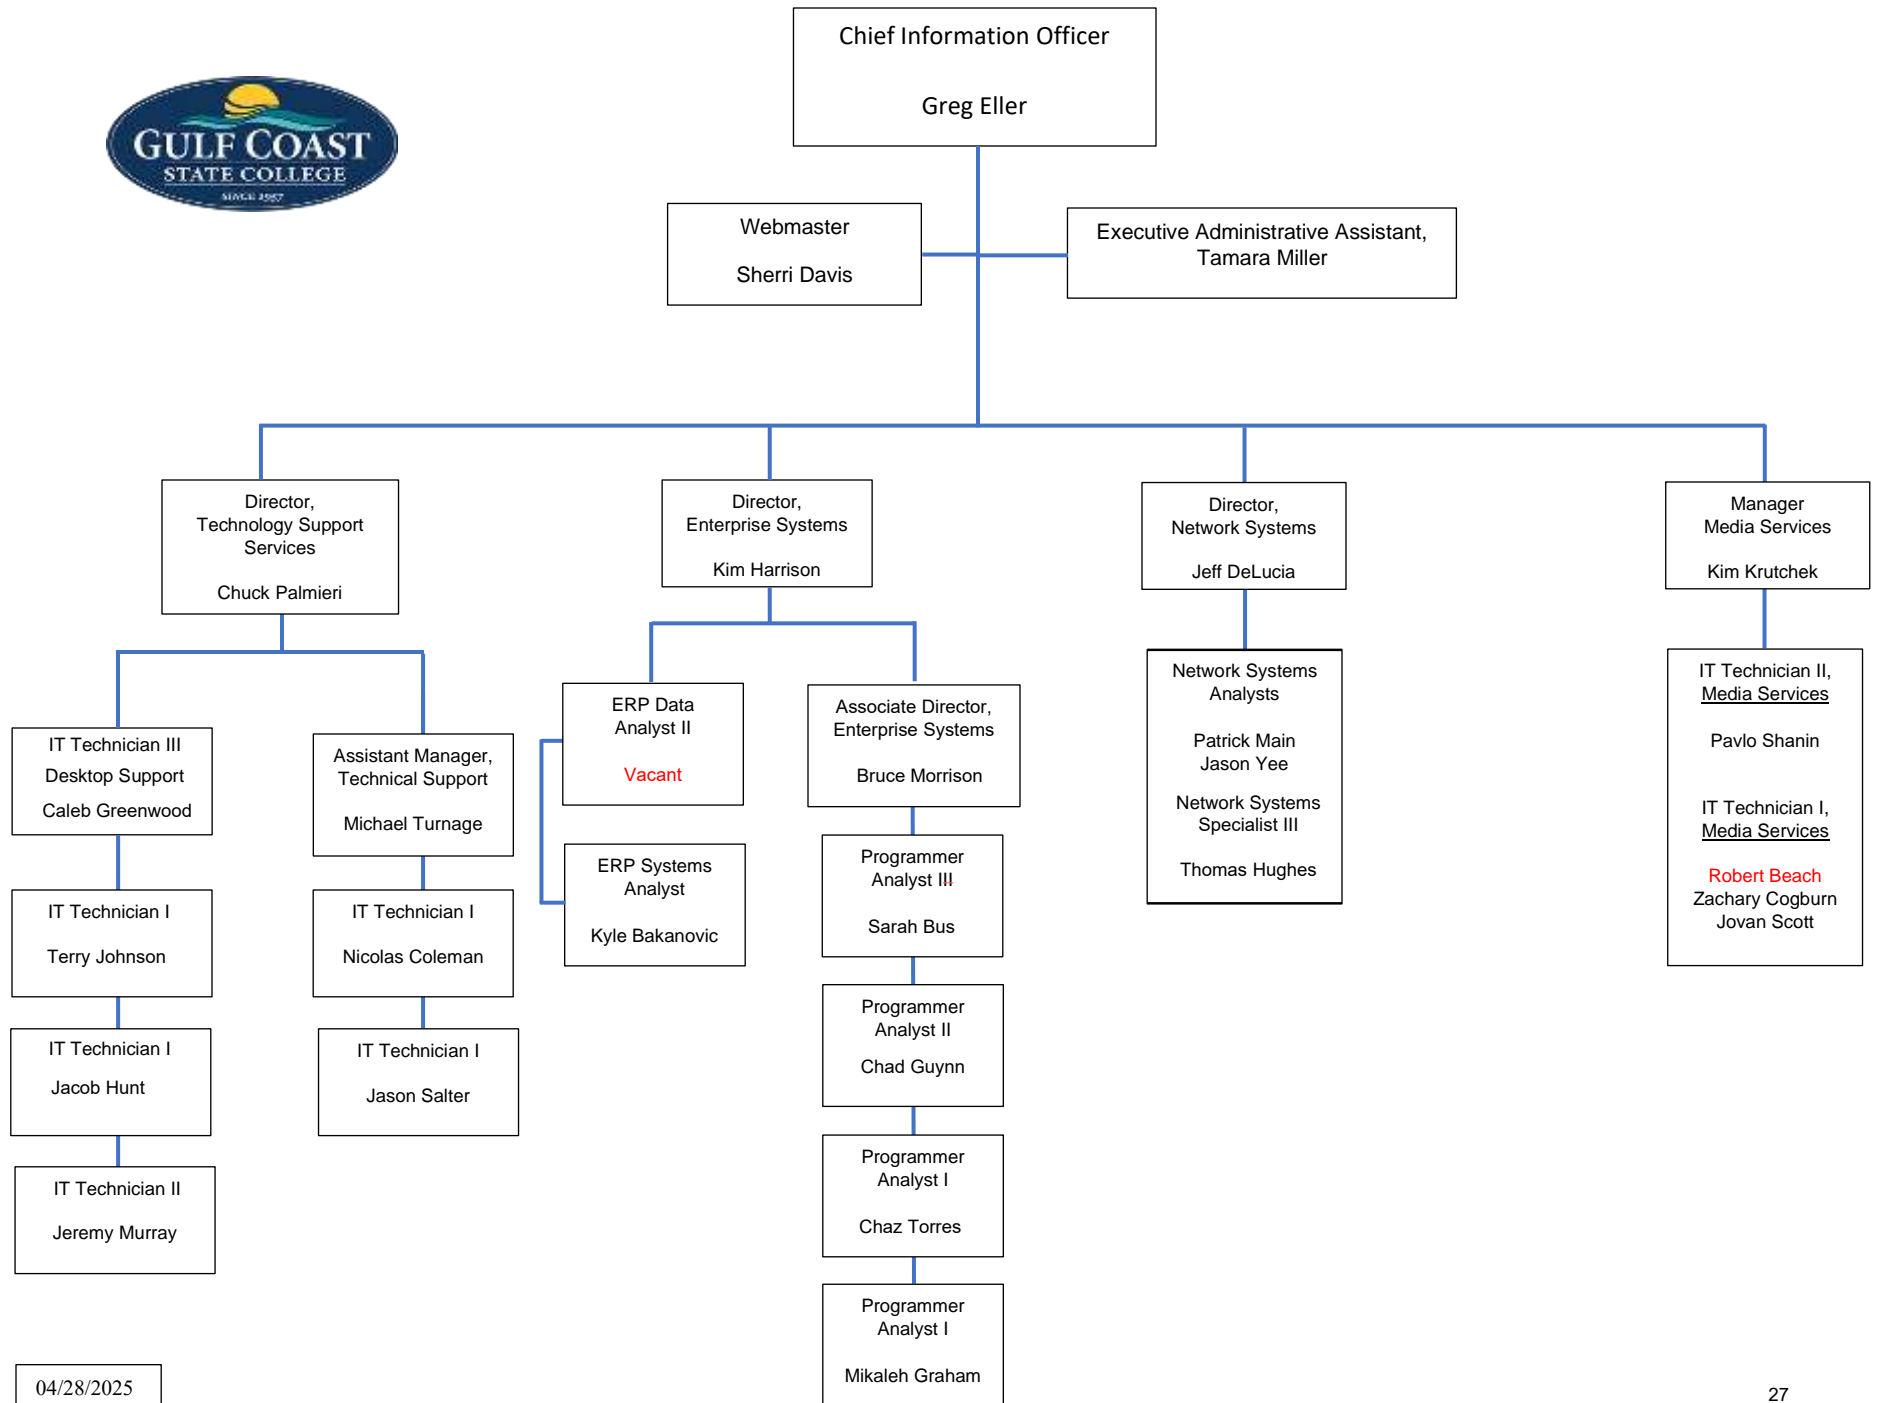 Chief Information Officer
Greg Eller
GULF COAST
STATE COLLEGE
SINCE 1957
Webmaster
Sherri Davis
Executive Administrative Assistant,
Tamara Miller
Director,
Technology Support
Services
Chuck Palmieri
Director,
Enterprise Systems
Kim Harrison
Director,
Network Systems
Jeff DeLucia
Manager
Media Services
Kim Krutchek
IT Technician III
Desktop Support
Caleb Greenwood
IT Technician I
Terry Johnson
IT Technician I
Jacob Hunt
IT Technician II
Jeremy Murray
Assistant Manager,
Technical Support
Michael Turnage
IT Technician I
Nicolas Coleman
IT Technician I
Jason Salter
ERP Data
Analyst II
Vacant
ERP Systems
Analyst
Kyle Bakanovic
Associate Director,
Enterprise Systems
Bruce Morrison
Programmer
Analyst III
Sarah Bus
Programmer
Analyst II
Chad Guynn
Programmer
Analyst I
Chaz Torres
Programmer
Analyst I
Mikaleh Graham
Network Systems
Analysts
Patrick Main
Jason Yee
Network Systems
Specialist III
Thomas Hughes
IT Technician II,
Media Services
Pavlo Shanin
IT Technician I,
Media Services
Robert Beach
Zachary Cogburn
Jovan Scott
04/28/2025
27